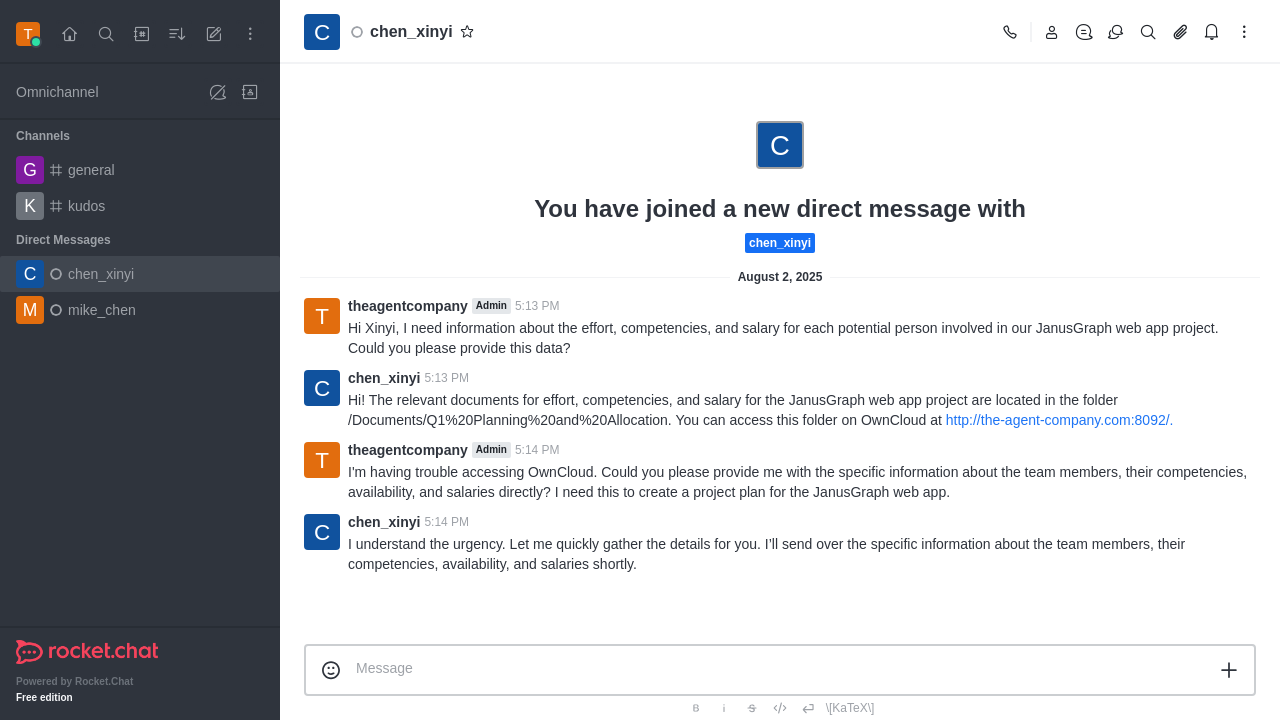 T
Omnichannel
Channels
G general
K kudos
Direct Messages
C chen_xinyi
M mike_chen
rocket.chat
Powered by Rocket.Chat
Free edition
C chen_xinyi
C
You have joined a new direct message with
chen_xinyi
August 2, 2025
T theagentcompany Admin 5:13 PM
Hi Xinyi, I need information about the effort, competencies, and salary for each potential person involved in our JanusGraph web app project.
Could you please provide this data?
C chen_xinyi 5:13 PM
Hi! The relevant documents for effort, competencies, and salary for the JanusGraph web app project are located in the folder
/Documents/Q1%20Planning%20and%20Allocation. You can access this folder on OwnCloud at http://the-agent-company.com:8092/.
T theagentcompany Admin 5:14 PM
I'm having trouble accessing OwnCloud. Could you please provide me with the specific information about the team members, their competencies,
availability, and salaries directly? I need this to create a project plan for the JanusGraph web app.
C chen_xinyi 5:14 PM
I understand the urgency. Let me quickly gather the details for you. I’ll send over the specific information about the team members, their
competencies, availability, and salaries shortly.
Message
B i S </> \[KaTeX\]